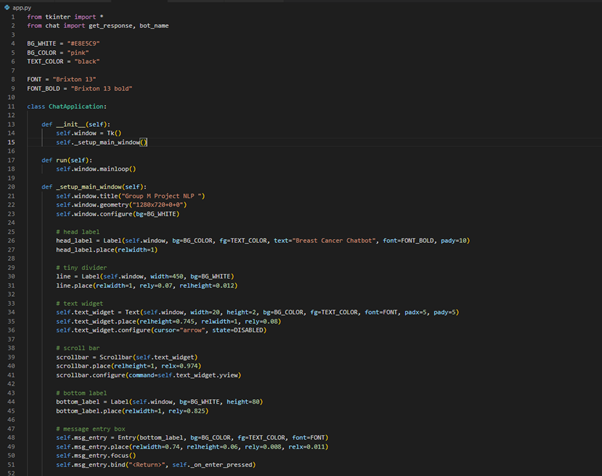 app.py
1 from tkinter import *
2 from chat import get_response, bot_name
3
4 BG_WHITE = "#E8E5C9"
5 BG_COLOR = "pink"
6 TEXT_COLOR = "black"
7
8 FONT = "Brixton 13"
9 FONT_BOLD = "Brixton 13 bold"
10
11 class ChatApplication:
12
13     def __init__(self):
14         self.window = Tk()
15         self._setup_main_window()
16
17     def run(self):
18         self.window.mainloop()
19
20     def _setup_main_window(self):
21         self.window.title("Group M Project NLP ")
22         self.window.geometry("1280x720+0+0")
23         self.window.configure(bg=BG_WHITE)
24
25         # head label
26         head_label = Label(self.window, bg=BG_COLOR, fg=TEXT_COLOR, text="Breast Cancer Chatbot", font=FONT_BOLD, pady=10)
27         head_label.place(relwidth=1)
28
29         # tiny divider
30         line = Label(self.window, width=450, bg=BG_WHITE)
31         line.place(relwidth=1, rely=0.07, relheight=0.012)
32
33         # text widget
34         self.text_widget = Text(self.window, width=20, height=2, bg=BG_COLOR, fg=TEXT_COLOR, font=FONT, padx=5, pady=5)
35         self.text_widget.place(relheight=0.745, relwidth=1, rely=0.08)
36         self.text_widget.configure(cursor="arrow", state=DISABLED)
37
38         # scroll bar
39         scrollbar = Scrollbar(self.text_widget)
40         scrollbar.place(relheight=1, relx=0.974)
41         scrollbar.configure(command=self.text_widget.yview)
42
43         # bottom label
44         bottom_label = Label(self.window, bg=BG_WHITE, height=80)
45         bottom_label.place(relwidth=1, rely=0.825)
46
47         # message entry box
48         self.msg_entry = Entry(bottom_label, bg=BG_COLOR, fg=TEXT_COLOR, font=FONT)
49         self.msg_entry.place(relwidth=0.74, relheight=0.06, rely=0.008, relx=0.011)
50         self.msg_entry.focus()
51         self.msg_entry.bind("<Return>", self._on_enter_pressed)
52